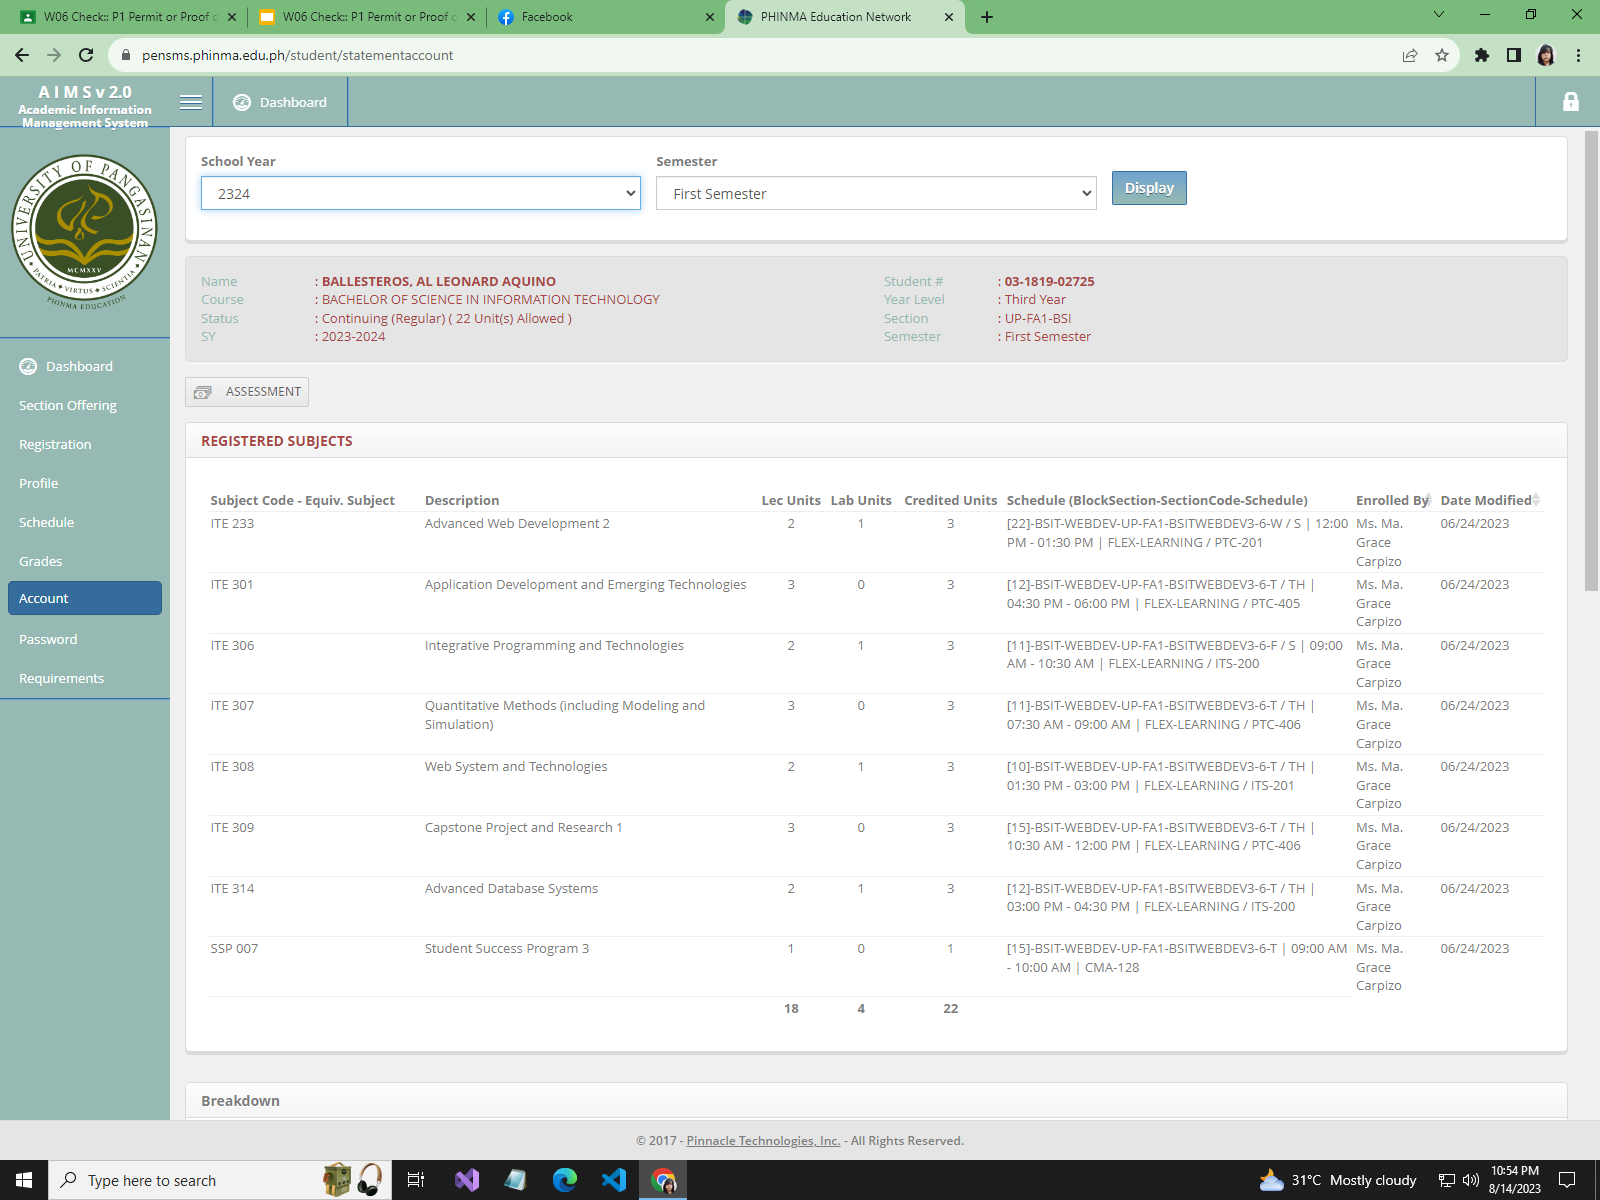 W06 Check:: P1 Permit or Proof o
W06 Check:: P1 Permit or Proof o
Facebook
PHINMA Education Network
pensms.phinma.edu.ph/student/statementaccount
A I M S v 2.0
Academic Information
Management System
Dashboard
UNIVERSITY OF PANGASINAN
MCMXXV
PATRIA • VIRTUS • SCIENTIA
PHINMA EDUCATION
Dashboard
Section Offering
Registration
Profile
Schedule
Grades
Account
Password
Requirements
School Year
Semester
2324
First Semester
Display
Name : BALLESTEROS, AL LEONARD AQUINO Student # : 03-1819-02725
Course : BACHELOR OF SCIENCE IN INFORMATION TECHNOLOGY Year Level : Third Year
Status : Continuing (Regular) ( 22 Unit(s) Allowed ) Section : UP-FA1-BSI
SY : 2023-2024 Semester : First Semester
ASSESSMENT
REGISTERED SUBJECTS
Subject Code - Equiv. Subject Description Lec Units Lab Units Credited Units Schedule (BlockSection-SectionCode-Schedule) Enrolled By Date Modified
ITE 233 Advanced Web Development 2 2 1 3 [22]-BSIT-WEBDEV-UP-FA1-BSITWEBDEV3-6-W / S | 12:00 Ms. Ma. 06/24/2023
PM - 01:30 PM | FLEX-LEARNING / PTC-201 Grace
Carpizo
ITE 301 Application Development and Emerging Technologies 3 0 3 [12]-BSIT-WEBDEV-UP-FA1-BSITWEBDEV3-6-T / TH | Ms. Ma. 06/24/2023
04:30 PM - 06:00 PM | FLEX-LEARNING / PTC-405 Grace
Carpizo
ITE 306 Integrative Programming and Technologies 2 1 3 [11]-BSIT-WEBDEV-UP-FA1-BSITWEBDEV3-6-F / S | 09:00 Ms. Ma. 06/24/2023
AM - 10:30 AM | FLEX-LEARNING / ITS-200 Grace
Carpizo
ITE 307 Quantitative Methods (including Modeling and 3 0 3 [11]-BSIT-WEBDEV-UP-FA1-BSITWEBDEV3-6-T / TH | Ms. Ma. 06/24/2023
Simulation) 07:30 AM - 09:00 AM | FLEX-LEARNING / PTC-406 Grace
Carpizo
ITE 308 Web System and Technologies 2 1 3 [10]-BSIT-WEBDEV-UP-FA1-BSITWEBDEV3-6-T / TH | Ms. Ma. 06/24/2023
01:30 PM - 03:00 PM | FLEX-LEARNING / ITS-201 Grace
Carpizo
ITE 309 Capstone Project and Research 1 3 0 3 [15]-BSIT-WEBDEV-UP-FA1-BSITWEBDEV3-6-T / TH | Ms. Ma. 06/24/2023
10:30 AM - 12:00 PM | FLEX-LEARNING / PTC-406 Grace
Carpizo
ITE 314 Advanced Database Systems 2 1 3 [12]-BSIT-WEBDEV-UP-FA1-BSITWEBDEV3-6-T / TH | Ms. Ma. 06/24/2023
03:00 PM - 04:30 PM | FLEX-LEARNING / ITS-200 Grace
Carpizo
SSP 007 Student Success Program 3 1 0 1 [15]-BSIT-WEBDEV-UP-FA1-BSITWEBDEV3-6-T | 09:00 AM Ms. Ma. 06/24/2023
- 10:00 AM | CMA-128 Grace
Carpizo
18 4 22
Breakdown
© 2017 - Pinnacle Technologies, Inc. - All Rights Reserved.
Type here to search
31°C Mostly cloudy
10:54 PM
8/14/2023